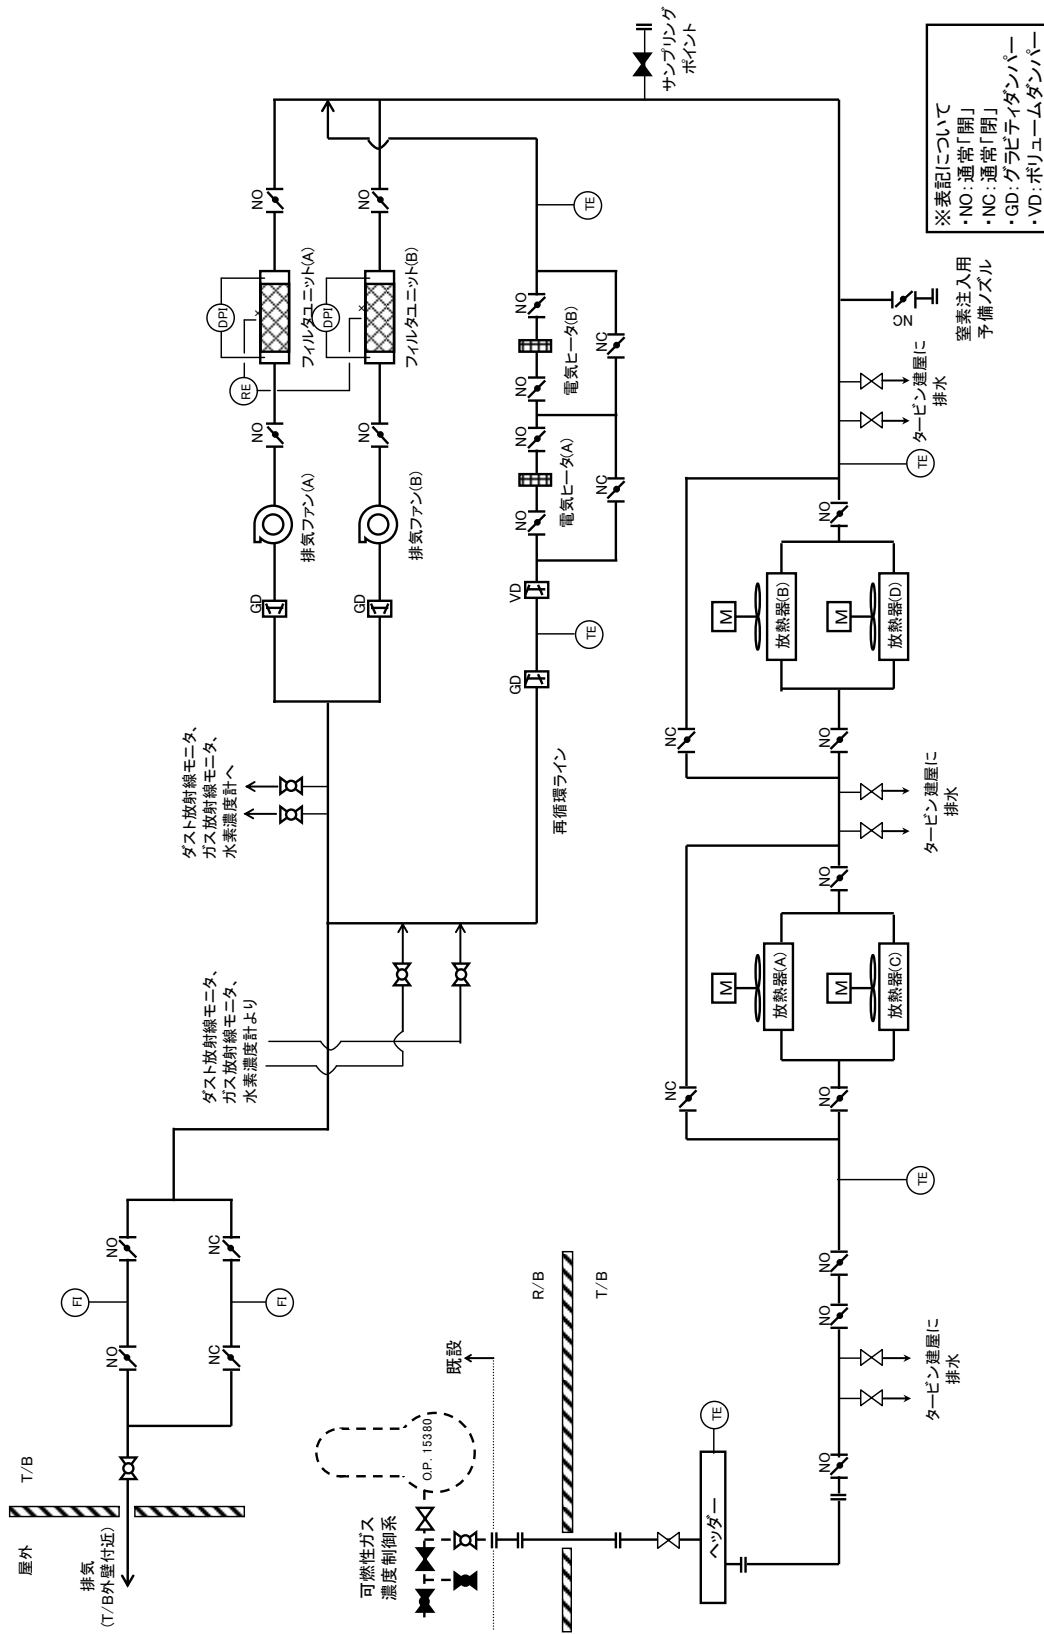 屋外
T/B
排気
(T/B外壁付近)
FI
NO
NO
NC
NC
FI
ダスト放射線モニタ、
ガス放射線モニタ、
水素濃度計より
ダスト放射線モニタ、
ガス放射線モニタ、
水素濃度計へ
GD
排気ファン(A)
NO
RE
DPI
フィルタユニット(A)
NO
GD
排気ファン(B)
NO
DPI
フィルタユニット(B)
NO
可燃性ガス
濃度制御系
O.P. 15380
既設
R/B
T/B
再循環ライン
GD
TE
VD
NO
電気ヒータ(A)
NO
NC
NO
電気ヒータ(B)
NO
NC
TE
サンプリング
ポイント
ヘッダー
TE
NO
タービン建屋に
排水
NO
NO
TE
NC
NO
M
放熱器(A)
M
放熱器(C)
NO
タービン建屋に
排水
NC
NO
M
放熱器(B)
M
放熱器(D)
NO
TE
タービン建屋に
排水
NC
窒素注入用
予備ノズル
※表記について
・NO：通常「開」
・NC：通常「閉」
・GD：グラビティダンパー
・VD：ボリュームダンパー